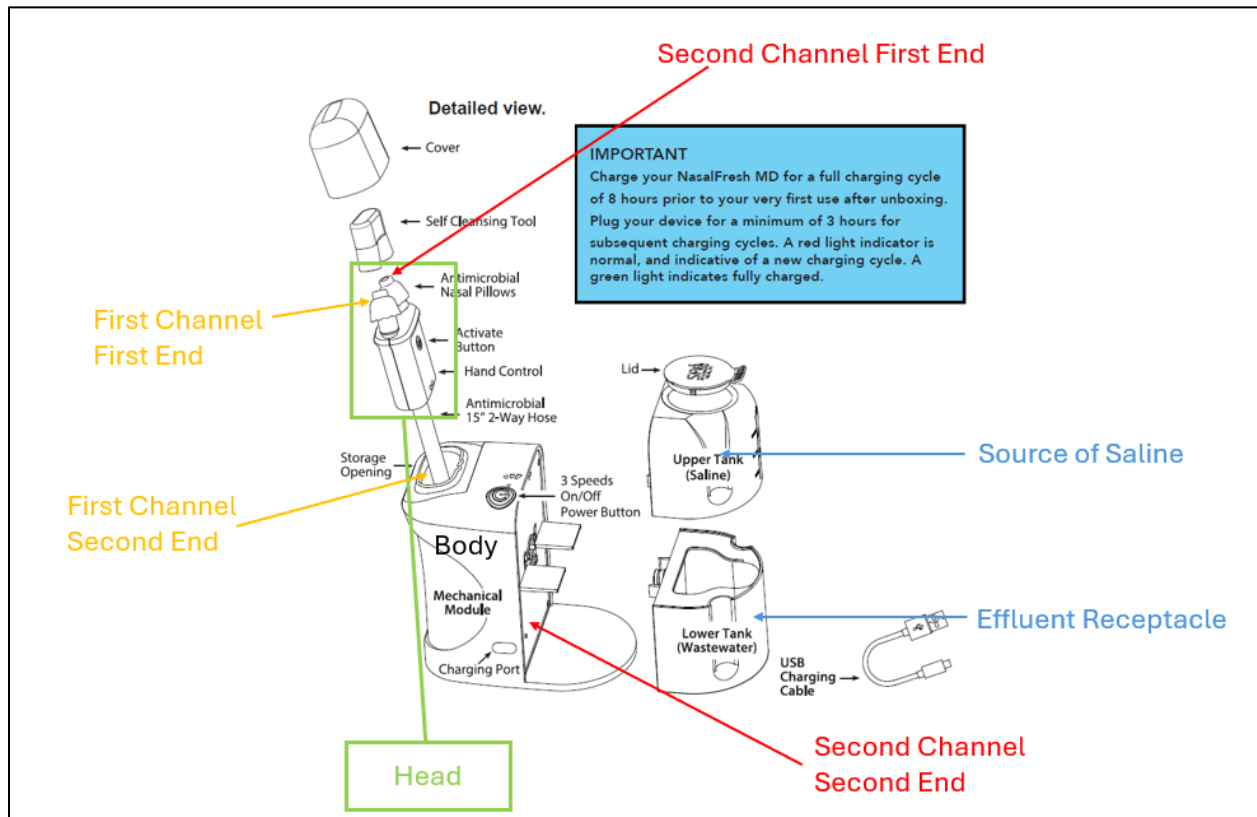 Second Channel First End
Detailed view.
Cover
IMPORTANT
Charge your NasalFresh MD for a full charging cycle
of 8 hours prior to your very first use after unboxing.
Plug your device for a minimum of 3 hours for
subsequent charging cycles. A red light indicator is
normal, and indicative of a new charging cycle. A
green light indicates fully charged.
Self Cleansing Tool
Antimicrobial
Nasal Pillows
First Channel
First End
Activate
Button
Hand Control
Lid
Antimicrobial
15" 2-Way Hose
Storage
Opening
Upper Tank
(Saline)
Source of Saline
3 Speeds
On/Off
Power Button
First Channel
Second End
Body
Mechanical
Module
Lower Tank
(Wastewater)
Effluent Receptacle
Charging Port
USB
Charging
Cable
Second Channel
Second End
Head